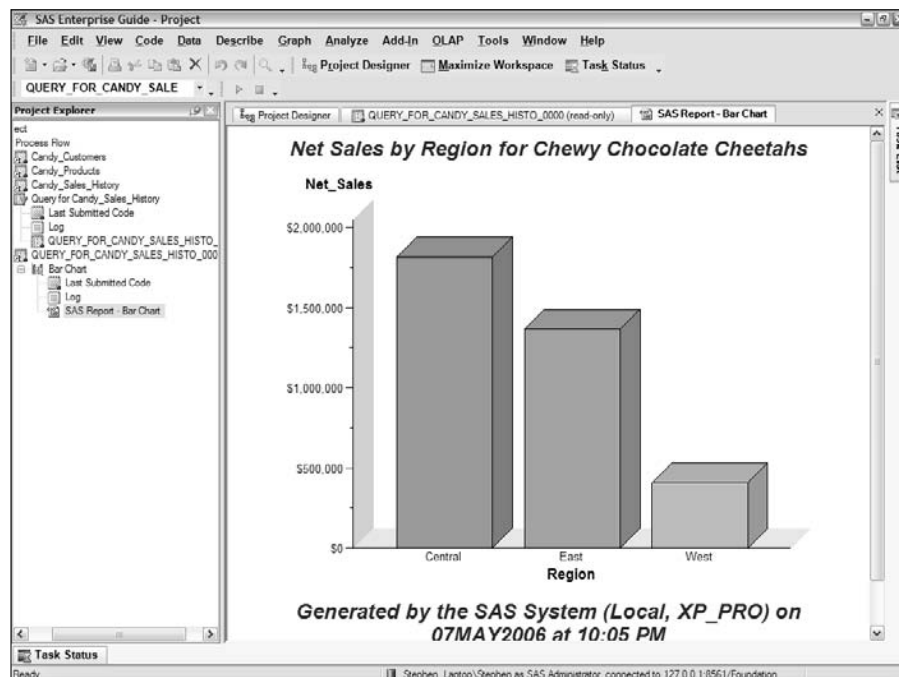 SAS Enterprise Guide - Project
File Edit View Code Data Describe Graph Analyze Add-In OLAP Tools Window Help
Project Designer Maximize Workspace Task Status
QUERY_FOR_CANDY_SALE
Project Explorer
Project Designer QUERY_FOR_CANDY_SALES_HISTO_0000 (read-only) SAS Report - Bar Chart
ect
Process Flow
Candy_Customers
Candy_Products
Candy_Sales_History
Query for Candy_Sales_History
Last Submitted Code
Log
QUERY_FOR_CANDY_SALES_HISTO_
QUERY_FOR_CANDY_SALES_HISTO_000
Bar Chart
Last Submitted Code
Log
SAS Report - Bar Chart
Net Sales by Region for Chewy Chocolate Cheetahs
Net_Sales
$2,000,000
$1,500,000
$1,000,000
$500,000
$0
Central East West
Region
Generated by the SAS System (Local, XP_PRO) on
07MAY2006 at 10:05 PM
Task Status
Ready
Stephen_Laptop\Stephen as SAS Administrator, connected to 127.0.0.1:8561/Foundation